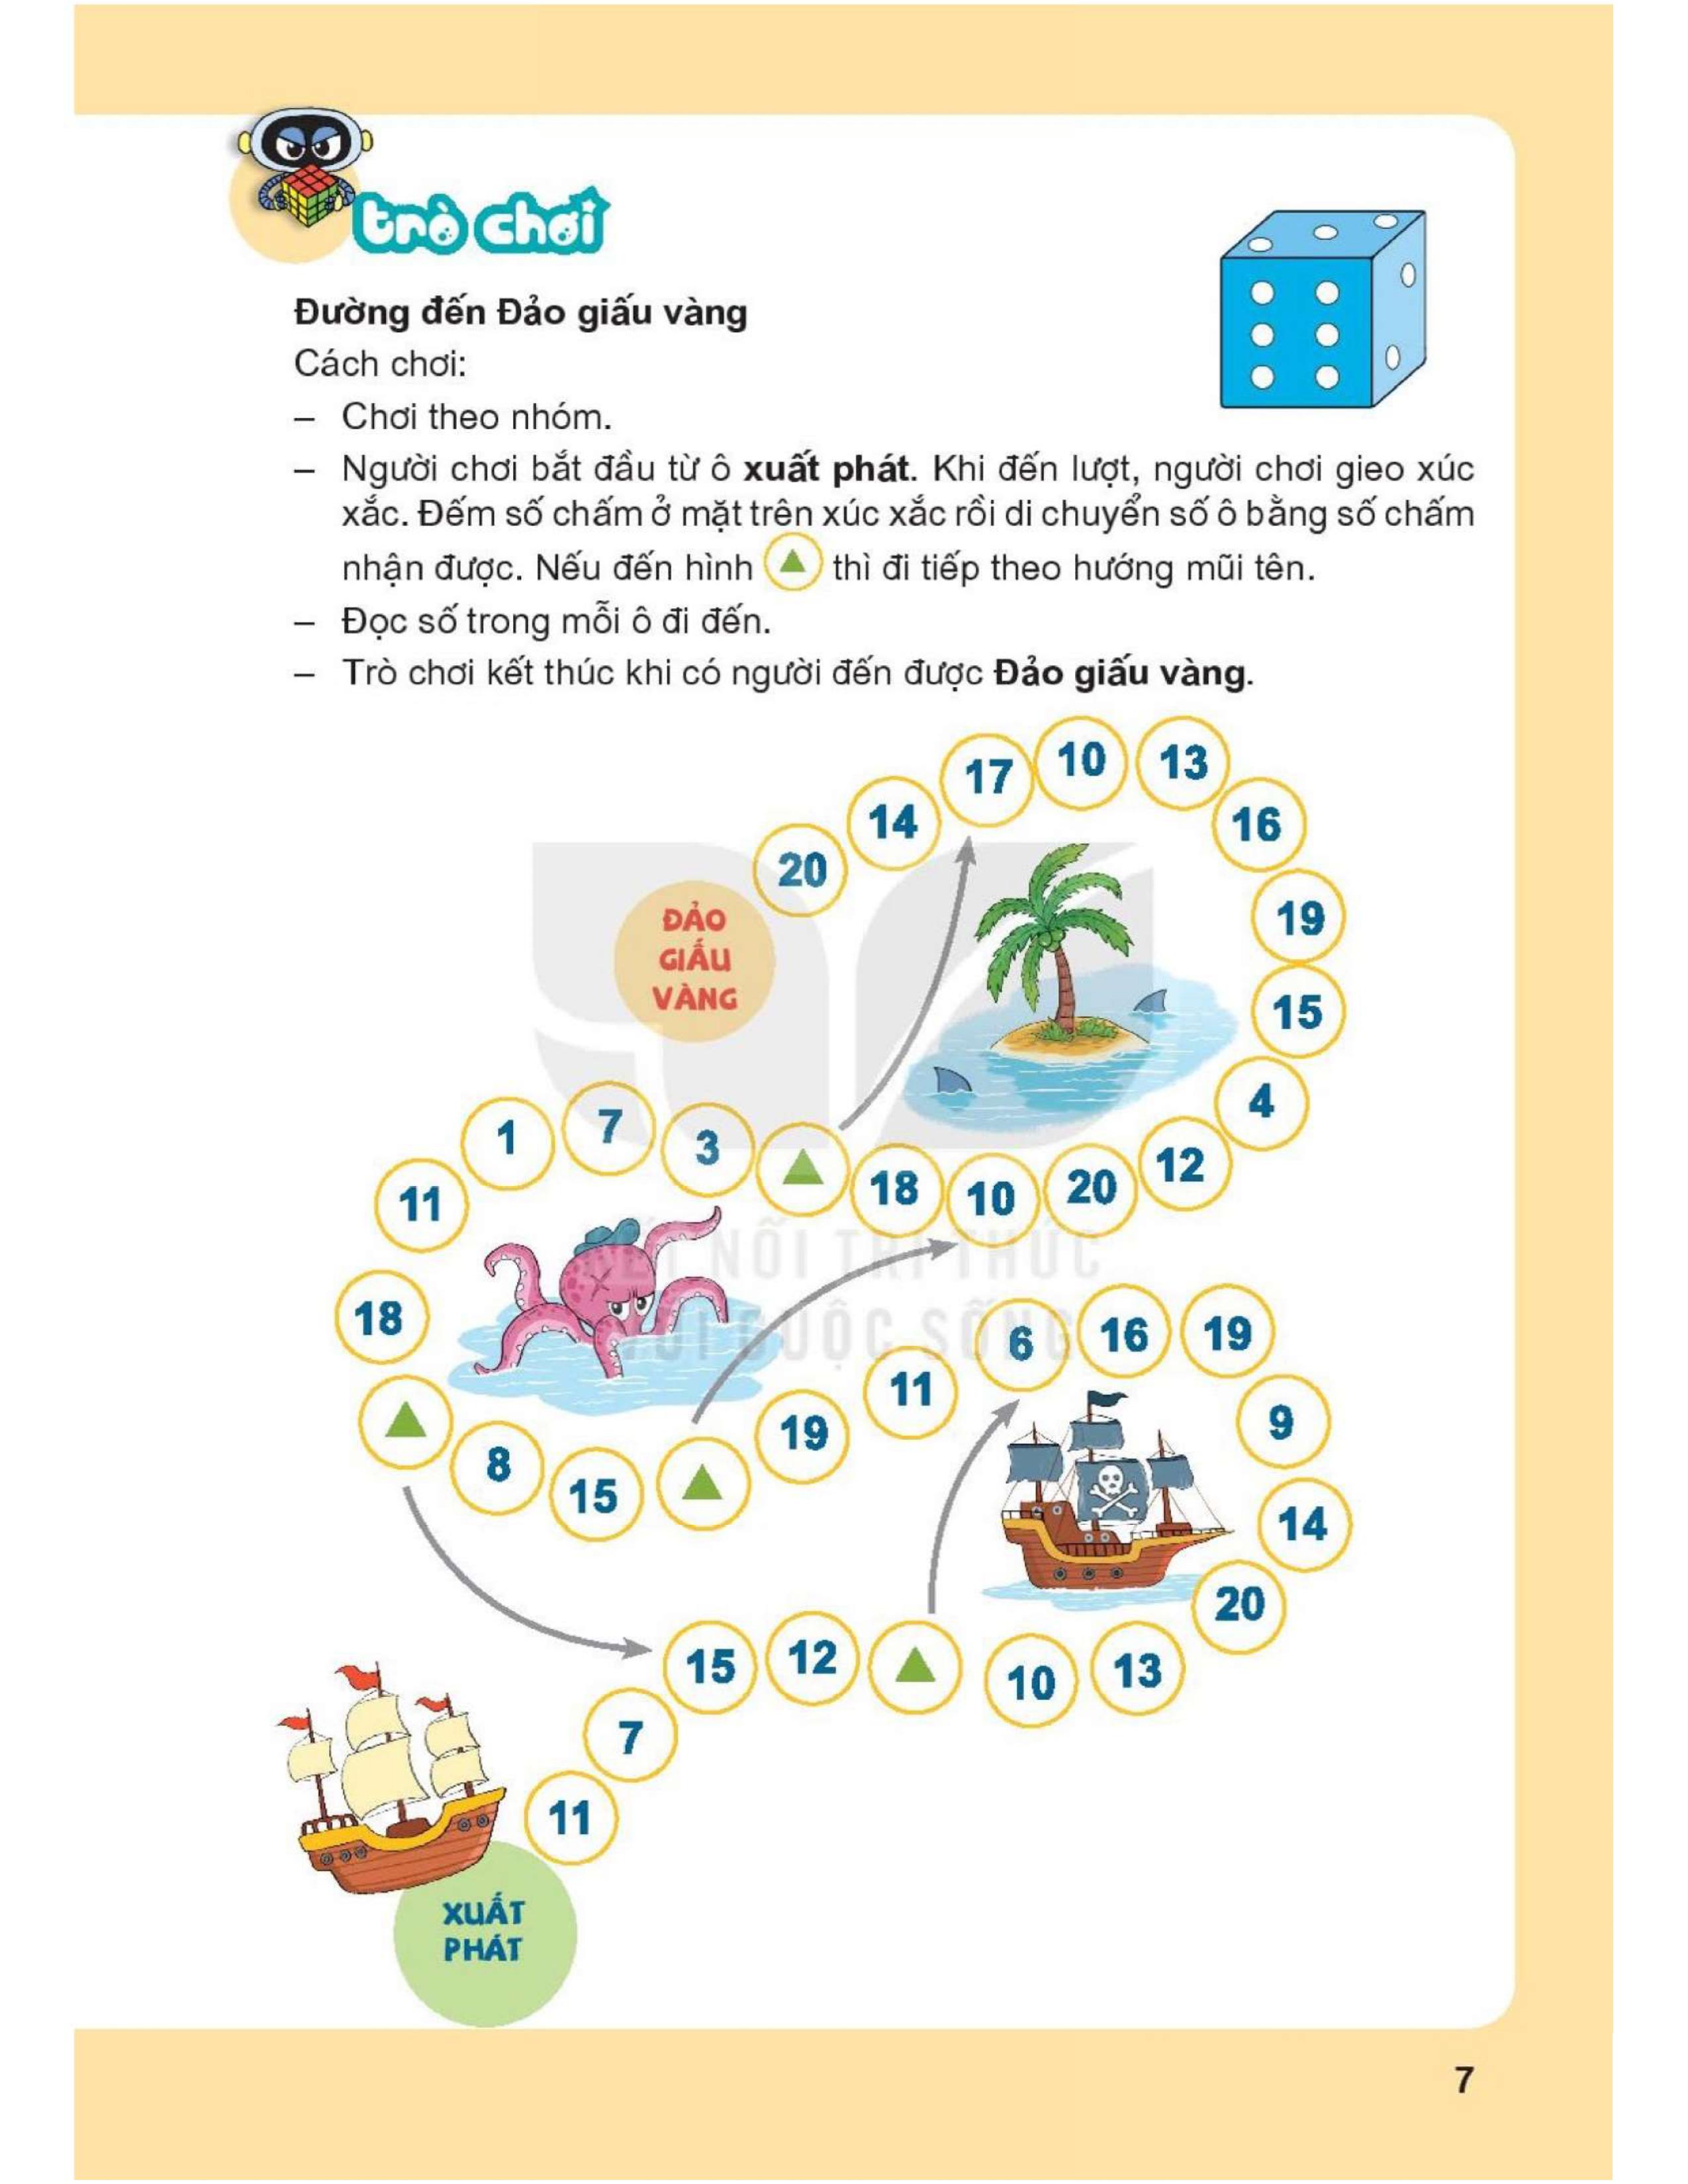 trò chơi
Đường đến Đảo giấu vàng
Cách chơi:
– Chơi theo nhóm.
– Người chơi bắt đầu từ ô xuất phát. Khi đến lượt, người chơi gieo xúc
xắc. Đếm số chấm ở mặt trên xúc xắc rồi di chuyển số ô bằng số chấm
nhận được. Nếu đến hình thì đi tiếp theo hướng mũi tên.
– Đọc số trong mỗi ô đi đến.
– Trò chơi kết thúc khi có người đến được Đảo giấu vàng.
17 10 13
14 16
20
ĐẢO
GIẤU
VÀNG
19
15
4
1 7 3
18 10 20 12
11
KẾT NỐI TRI THỨC
VỚI CUỘC SỐNG
18
6 16 19
11
19
9
8
15
14
20
15 12 10 13
7
11
XUẤT
PHÁT
7